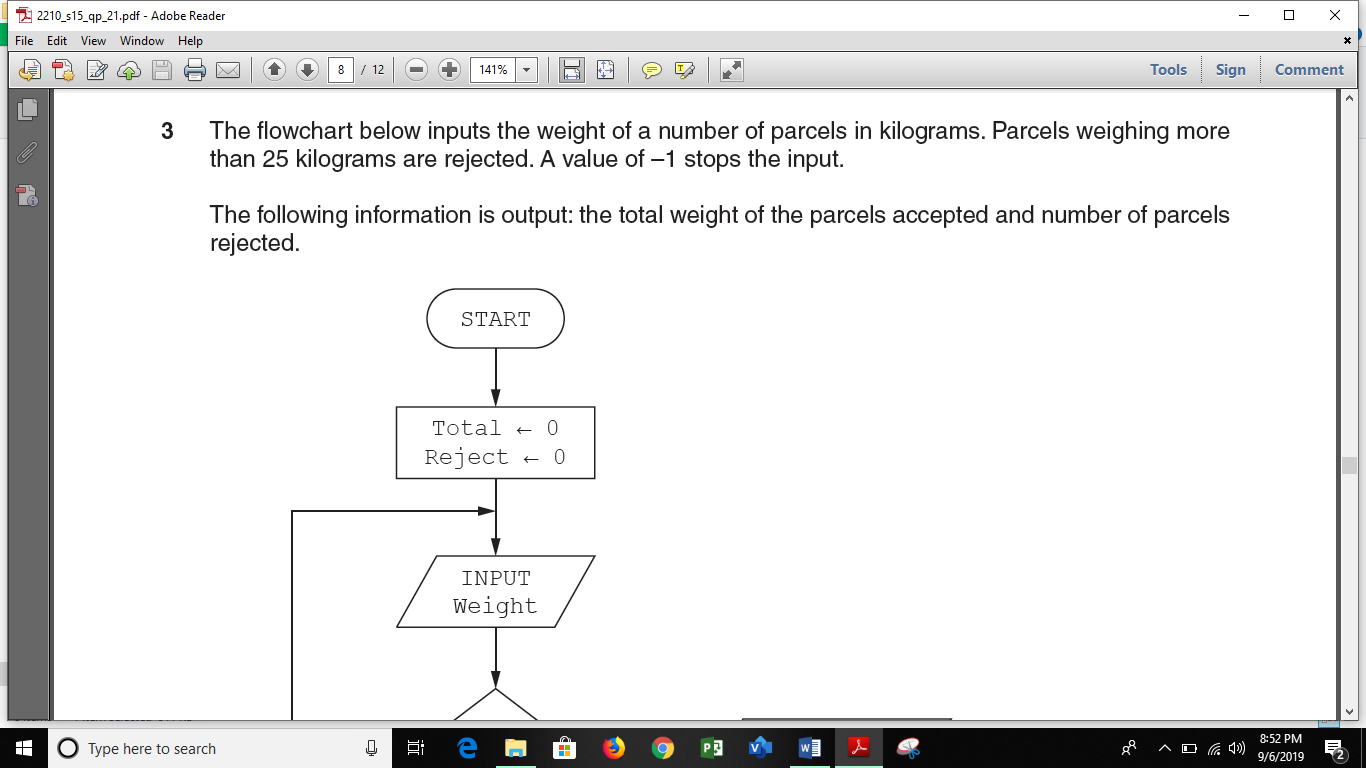 2210_s15_qp_21.pdf - Adobe Reader
File Edit View Window Help
8 / 12 141% Tools Sign Comment
3 The flowchart below inputs the weight of a number of parcels in kilograms. Parcels weighing more
than 25 kilograms are rejected. A value of –1 stops the input.
The following information is output: the total weight of the parcels accepted and number of parcels
rejected.
START
Total ← 0
Reject ← 0
INPUT
Weight
Type here to search
8:52 PM
9/6/2019
2